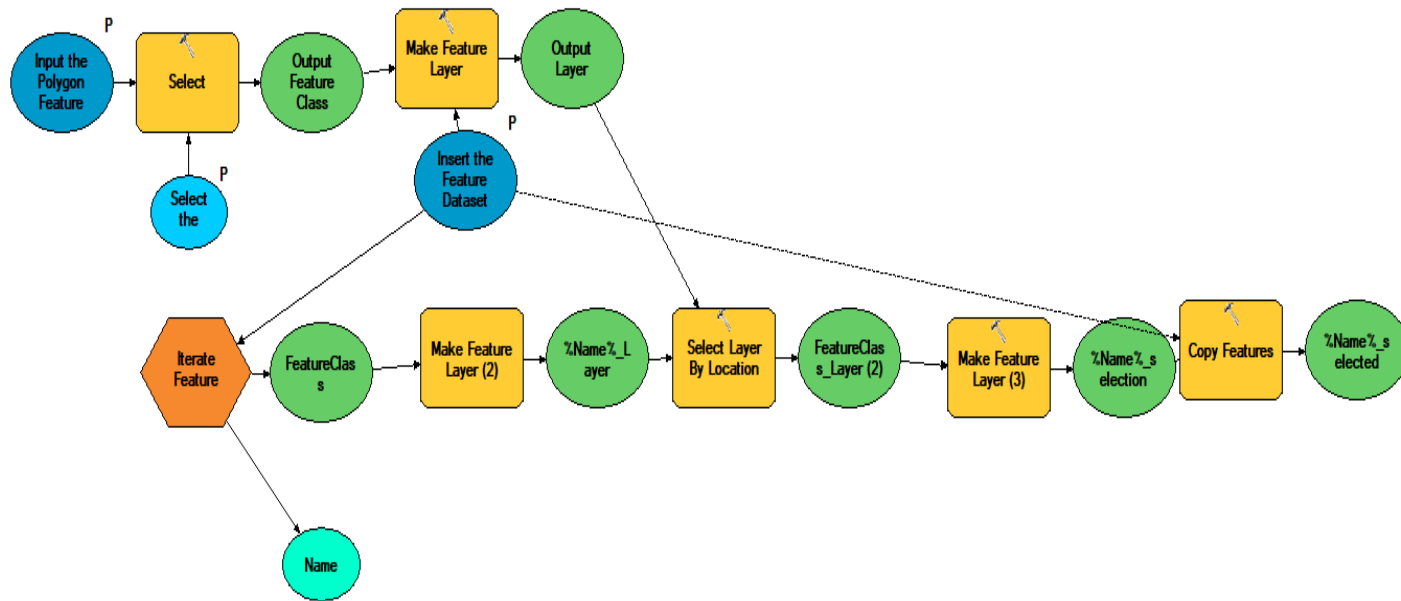 P
Input the
Polygon
Feature
Select
Output
Feature
Class
Make Feature
Layer
Output
Layer
P
Select
the
P
Insert the
Feature
Dataset
Iterate
Feature
FeatureClas
s
Make Feature
Layer (2)
%Name%_L
ayer
Select Layer
By Location
FeatureClas
s_Layer (2)
Make Feature
Layer (3)
%Name%_s
election
Copy Features
%Name%_s
elected
Name